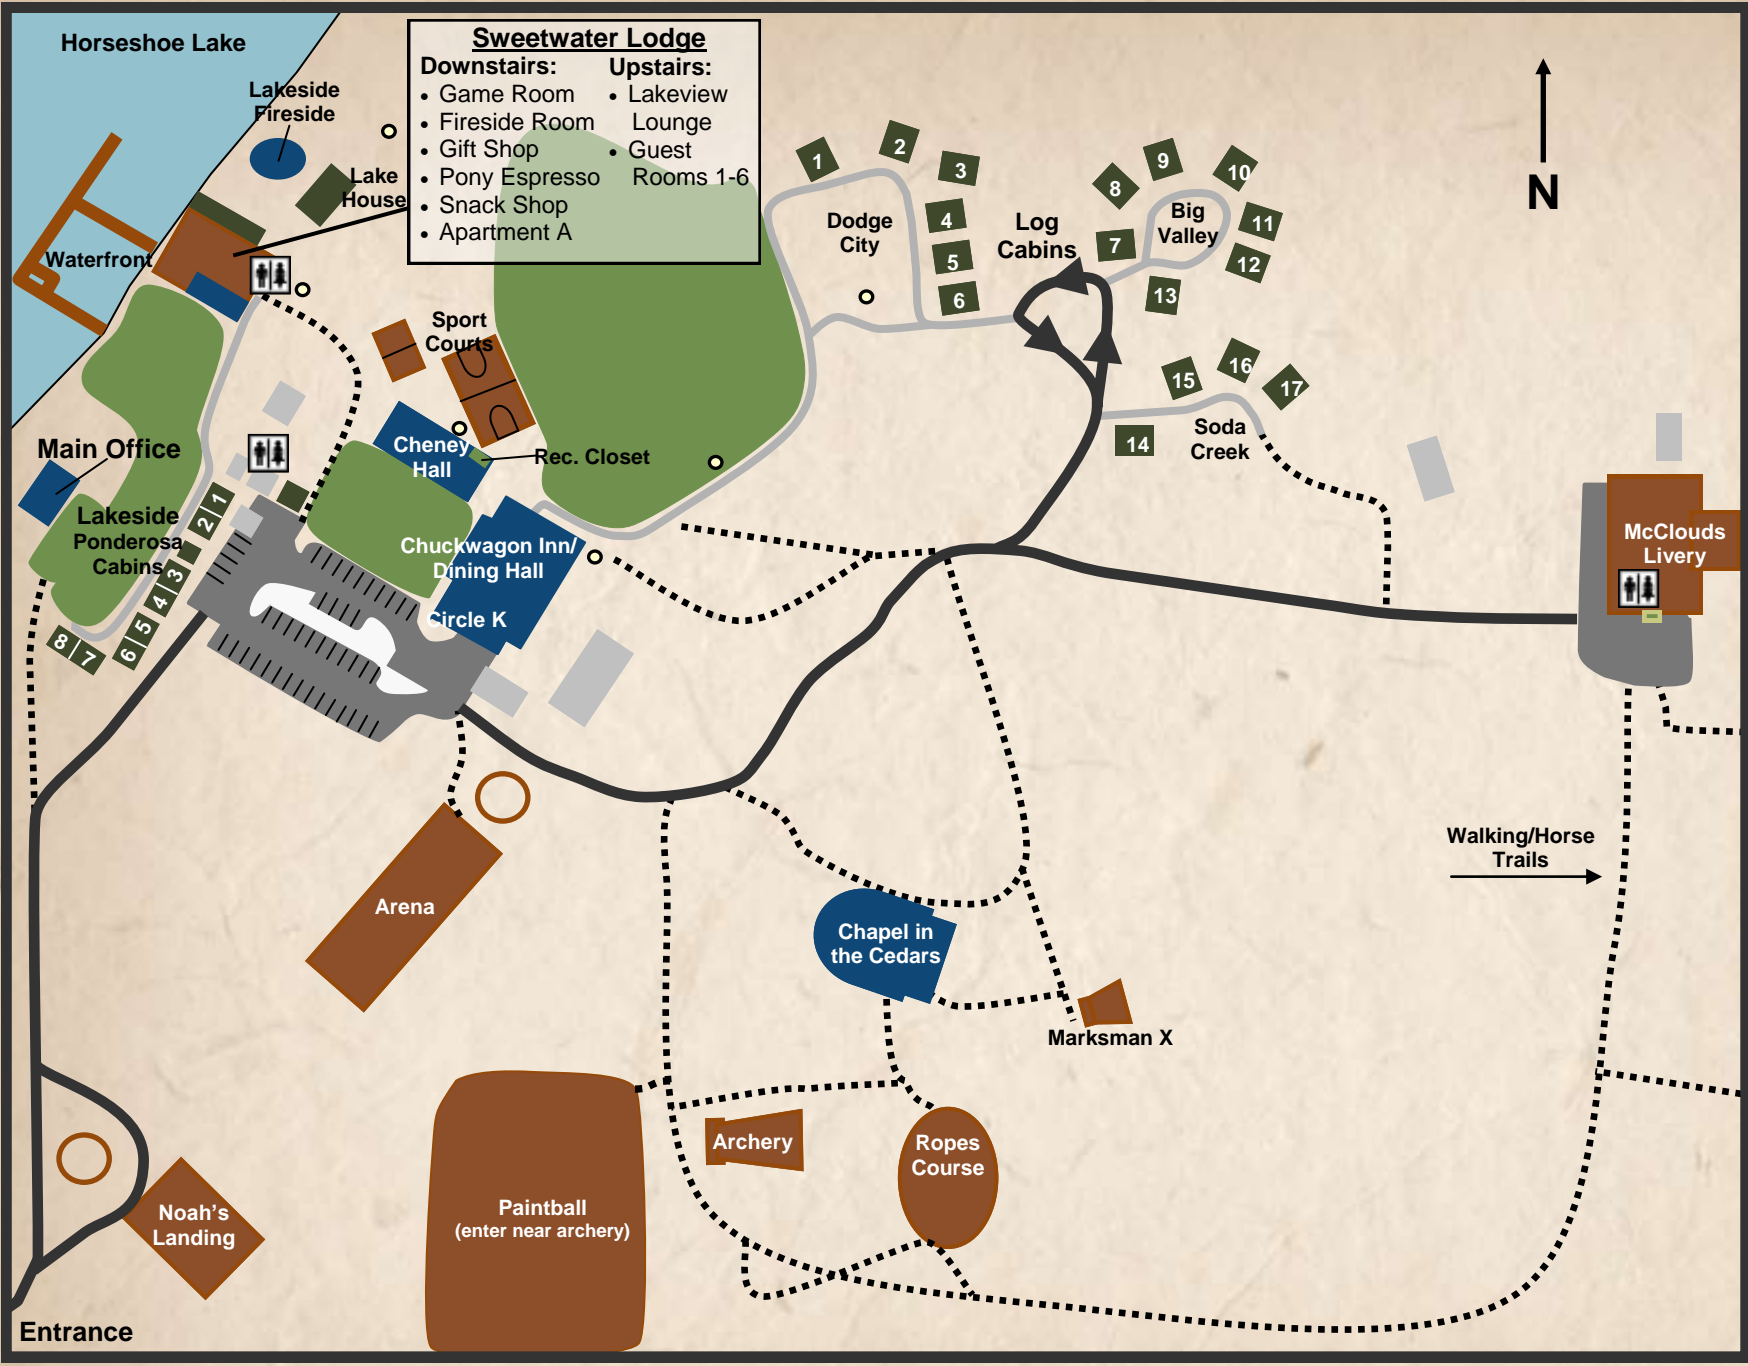 Horseshoe Lake
Sweetwater Lodge
Downstairs:
• Game Room
• Fireside Room
• Gift Shop
• Pony Espresso
• Snack Shop
• Apartment A
Upstairs:
• Lakeview
Lounge
• Guest
Rooms 1-6
Lakeside
Fireside
Lake
House
Waterfront
N
1
2
3
4
5
6
Dodge
City
Log
Cabins
7
8
9
10
11
12
13
Big
Valley
14
15
16
17
Soda
Creek
Sport
Courts
Cheney
Hall
Rec. Closet
Main Office
Lakeside
Ponderosa
Cabins
1
2
3
4
5
6
7
8
Chuckwagon Inn/
Dining Hall
Circle K
McClouds
Livery
Walking/Horse
Trails
Arena
Chapel in
the Cedars
Marksman X
Archery
Ropes
Course
Paintball
(enter near archery)
Noah's
Landing
Entrance